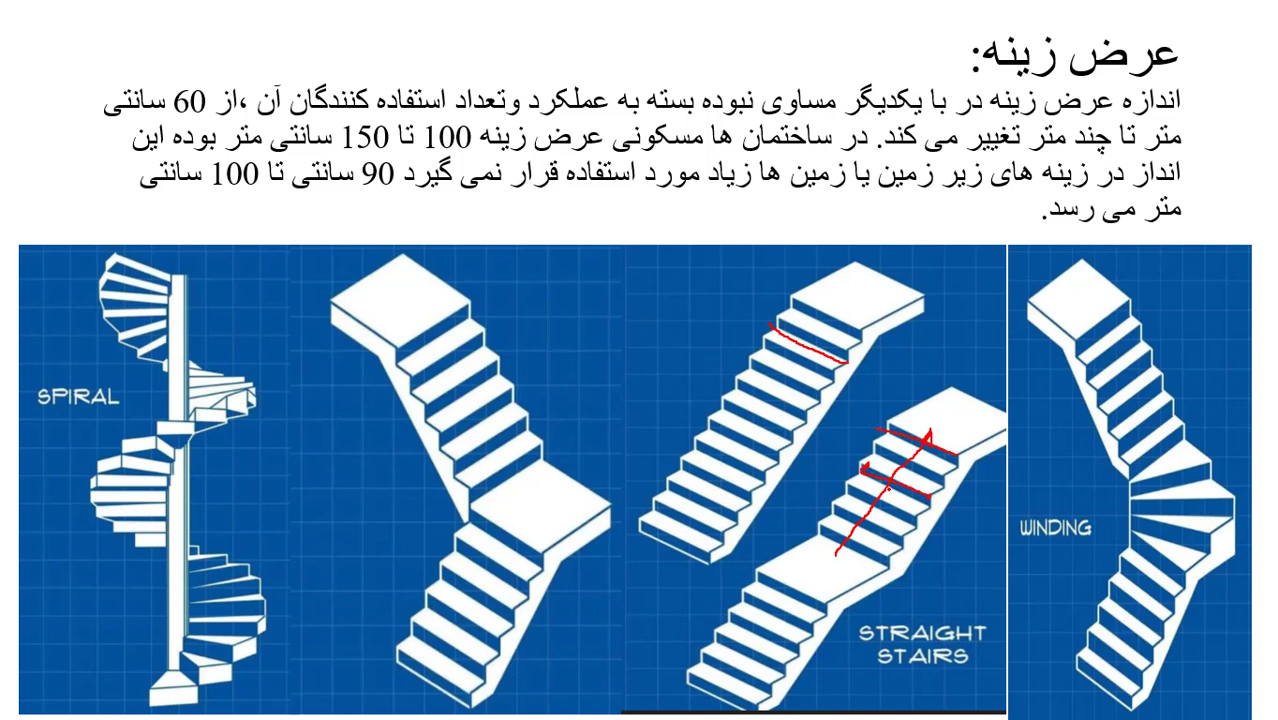 عرض زینه:
اندازه عرض زینه در با یکدیگر مساوی نبوده بسته به عملکرد وتعداد استفاده کنندگان آن ،از 60 سانتی
متر تا چند متر تغییر می کند. در ساختمان ها مسکونی عرض زینه 100 تا 150 سانتی متر بوده این
انداز در زینه های زیر زمین یا زمین ها زیاد مورد استفاده قرار نمی گیرد 90 سانتی تا 100 سانتی
متر می رسد.
SPIRAL
STRAIGHT
STAIRS
WINDING